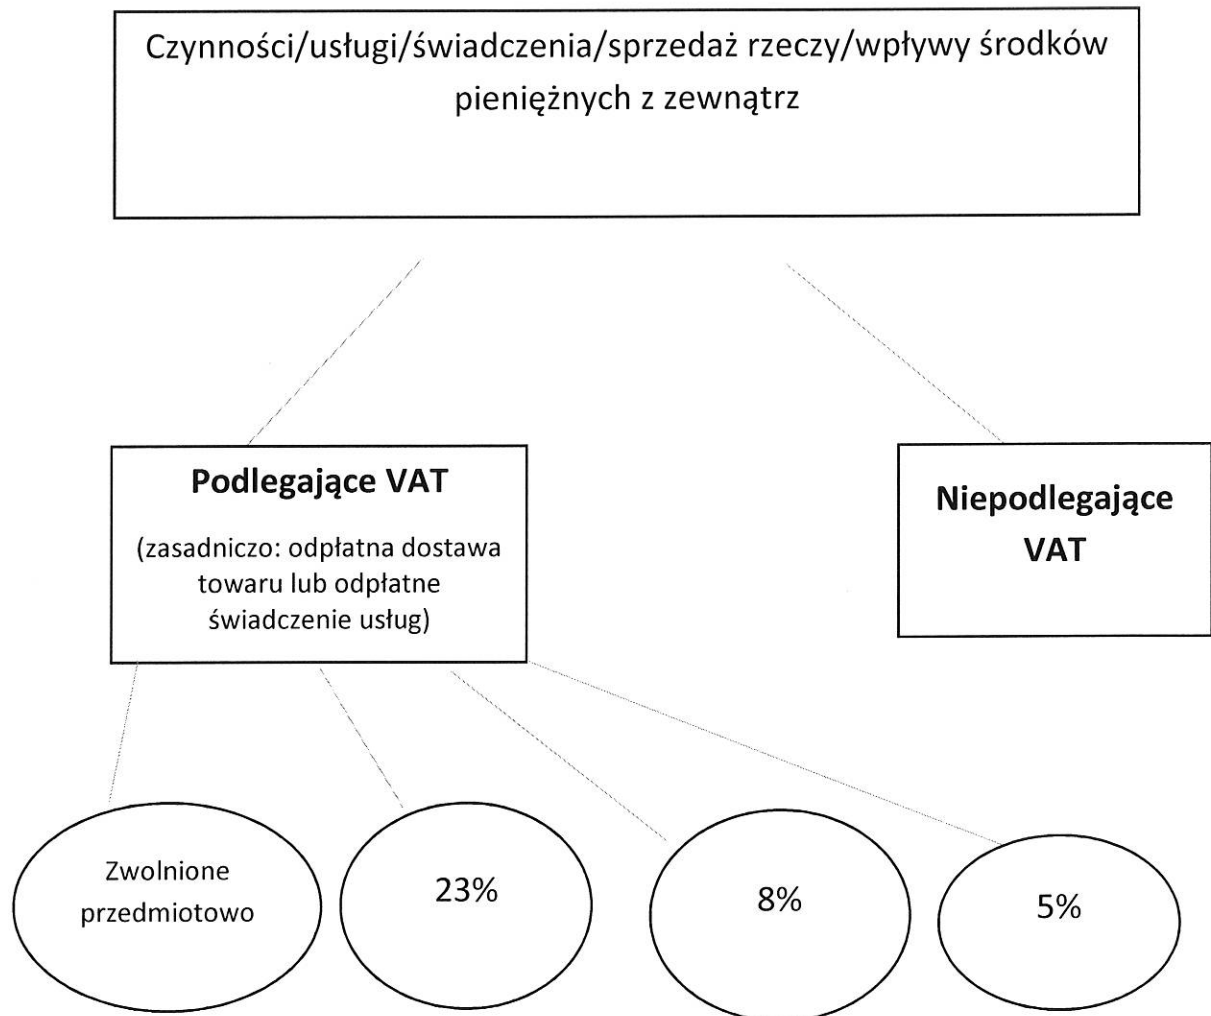 Czynności/usługi/świadczenia/sprzedaż rzeczy/wpływy środków
pieniężnych z zewnątrz
Podlegające VAT
(zasadniczo: odpłatna dostawa
towaru lub odpłatne
świadczenie usług)
Niepodlegające
VAT
Zwolnione
przedmiotowo
23%
8%
5%